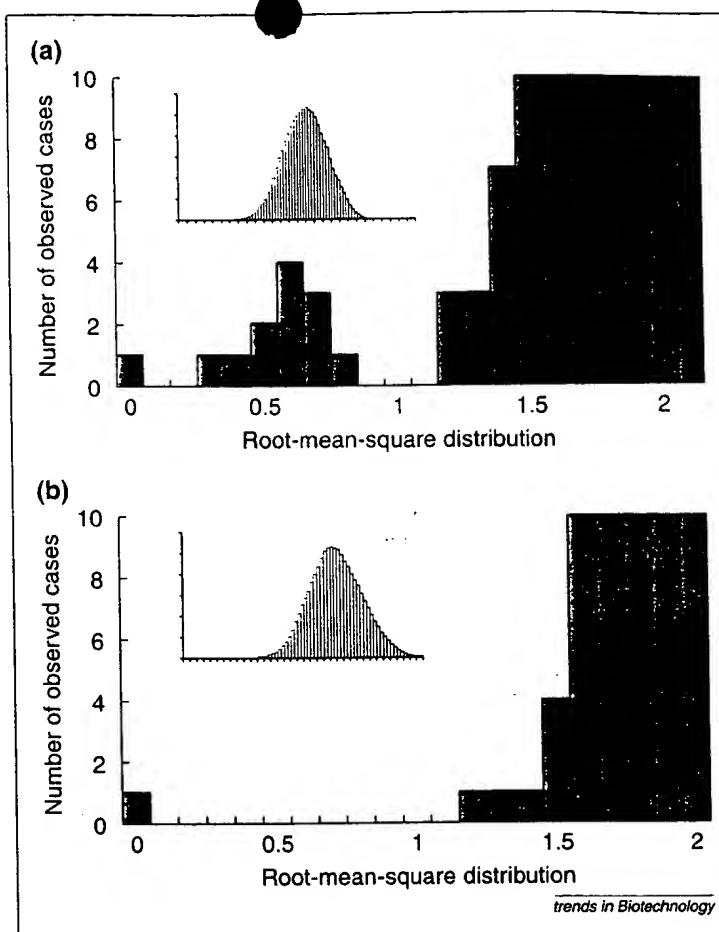 (a)
10
8
6
4
2
0
Number of observed cases
0 0.5 1 1.5 2
Root-mean-square distribution
(b)
10
8
6
4
2
0
Number of observed cases
0 0.5 1 1.5 2
Root-mean-square distribution
trends in Biotechnology